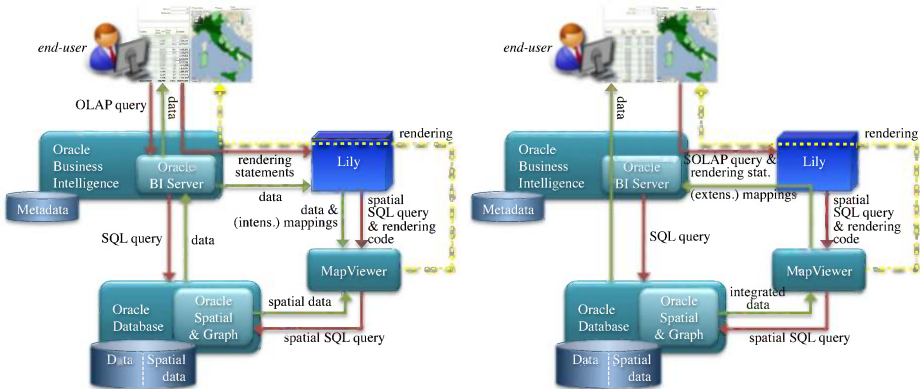 end-user
OLAP query
data
rendering
Oracle
Business
Intelligence
Oracle
BI Server
rendering
statements
Lily
data
Metadata
data &
(intens.) mappings
spatial
SQL query
& rendering
code
SQL query
data
MapViewer
Oracle
Database
Oracle
Spatial
& Graph
spatial data
spatial SQL query
Data
Spatial
data
end-user
data
rendering
Oracle
Business
Intelligence
Oracle
BI Server
SOLAP query &
rendering stat.
Lily
(extens.) mappings
Metadata
spatial
SQL query
& rendering
code
SQL query
MapViewer
Oracle
Database
Oracle
Spatial
& Graph
integrated
data
spatial SQL query
Data
Spatial
data